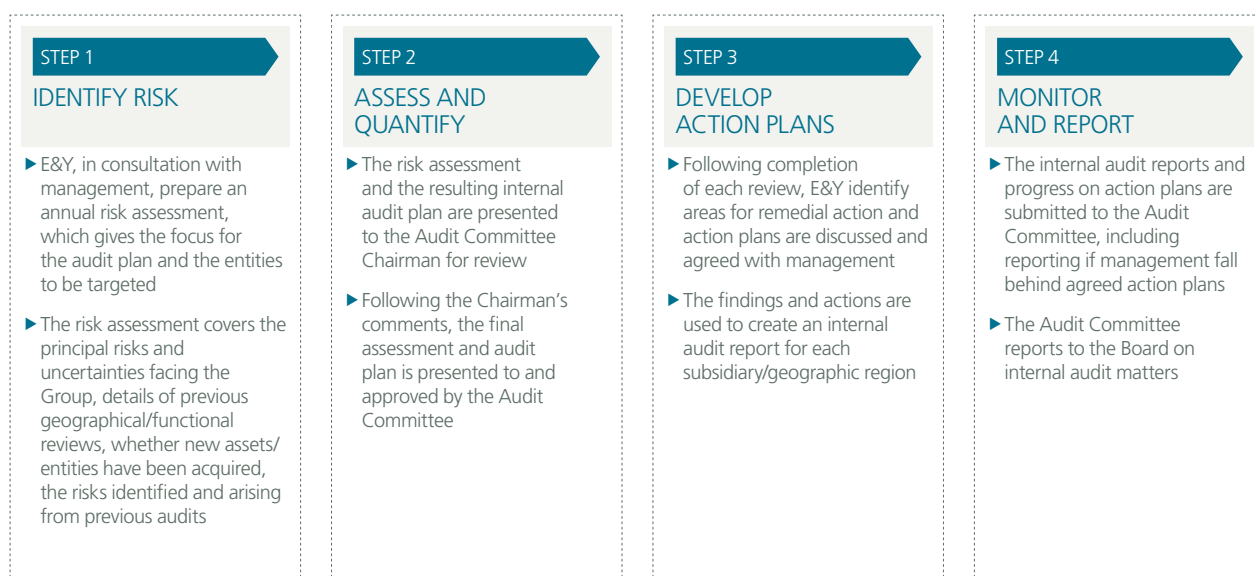 STEP 1
IDENTIFY RISK
▶ E&Y, in consultation with
management, prepare an
annual risk assessment,
which gives the focus for
the audit plan and the entities
to be targeted
▶ The risk assessment covers the
principal risks and
uncertainties facing the
Group, details of previous
geographical/functional
reviews, whether new assets/
entities have been acquired,
the risks identified and arising
from previous audits
STEP 2
ASSESS AND
QUANTIFY
▶ The risk assessment
and the resulting internal
audit plan are presented
to the Audit Committee
Chairman for review
▶ Following the Chairman’s
comments, the final
assessment and audit
plan is presented to and
approved by the Audit
Committee
STEP 3
DEVELOP
ACTION PLANS
▶ Following completion
of each review, E&Y identify
areas for remedial action and
action plans are discussed and
agreed with management
▶ The findings and actions are
used to create an internal
audit report for each
subsidiary/geographic region
STEP 4
MONITOR
AND REPORT
▶ The internal audit reports and
progress on action plans are
submitted to the Audit
Committee, including
reporting if management fall
behind agreed action plans
▶ The Audit Committee
reports to the Board on
internal audit matters